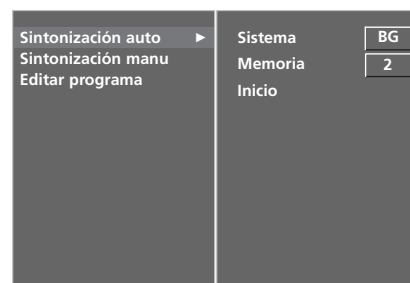 Sintonización auto ►
Sintonización manu
Editar programa
Sistema BG
Memoria 2
Inicio